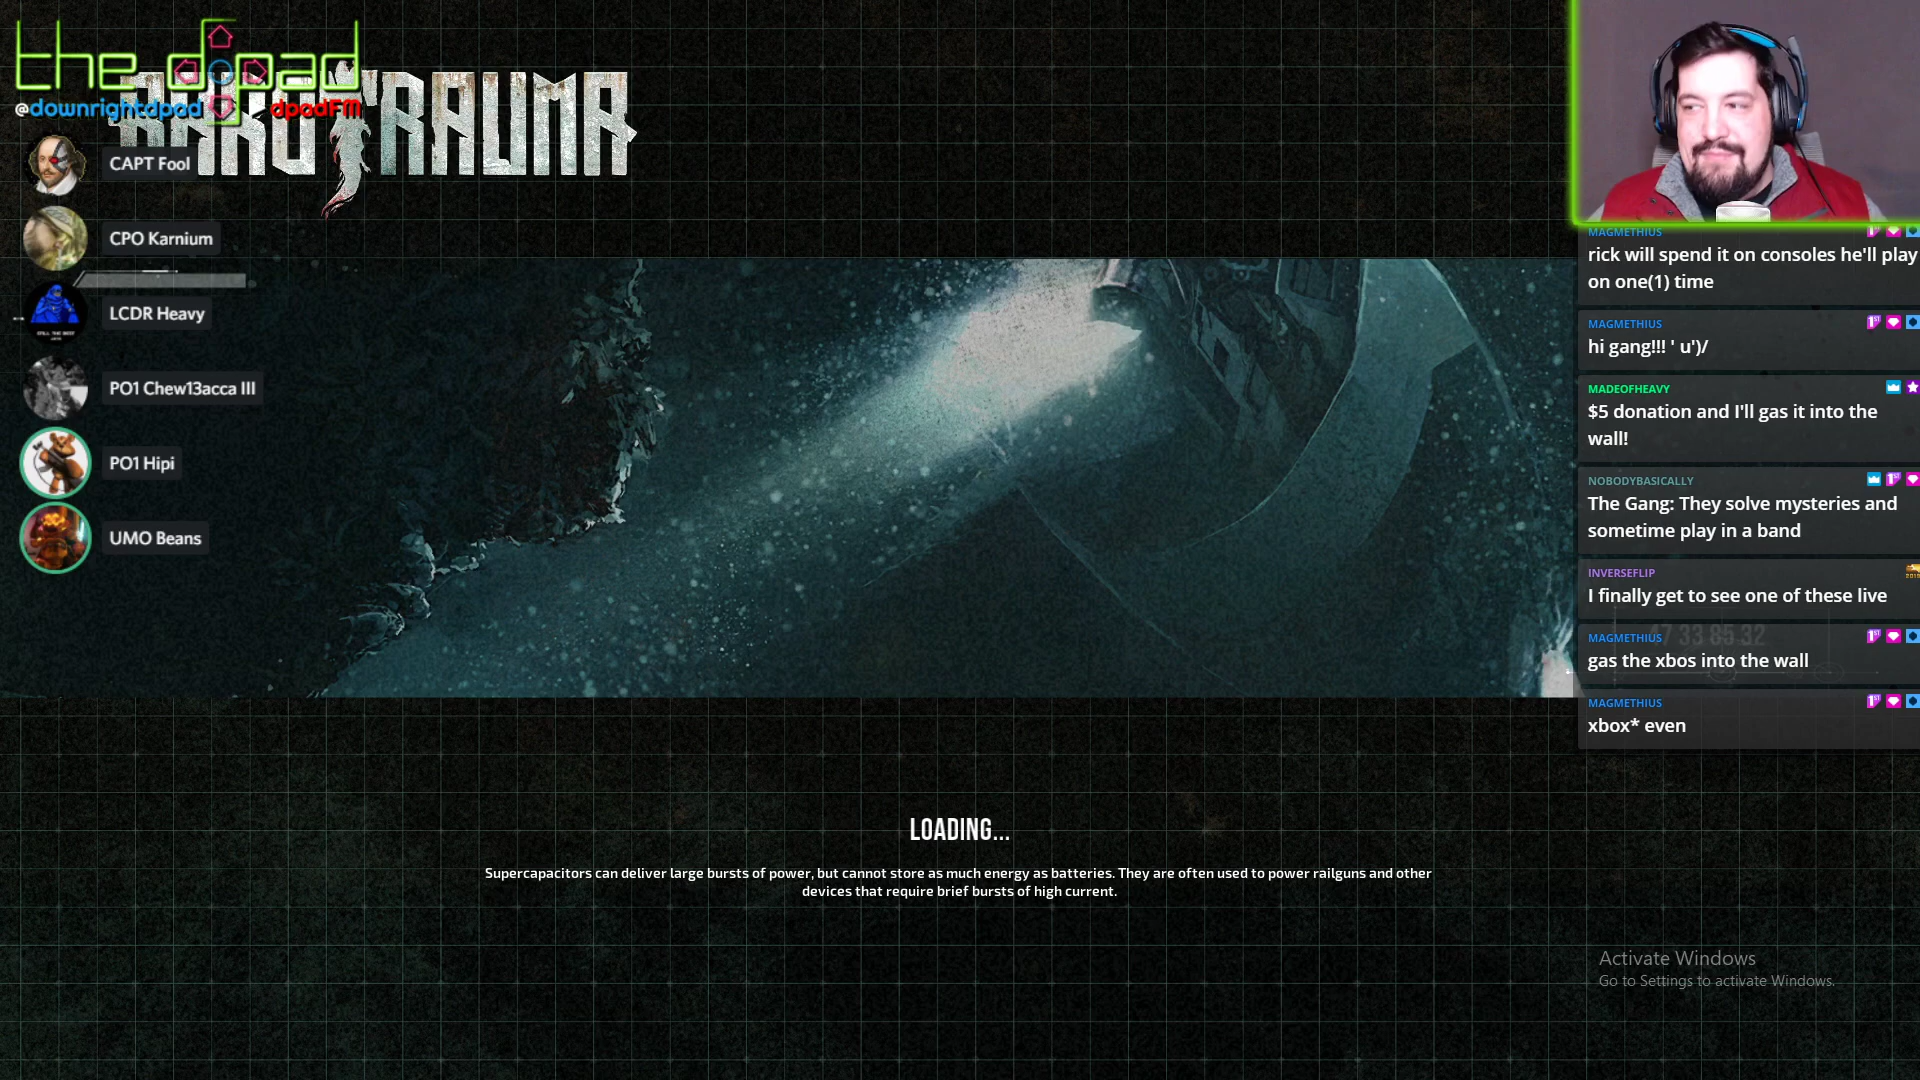 the dpad
@downrightdpad dpadFM
BAROTRAUMA
CAPT Fool
CPO Karnium
LCDR Heavy
PO1 Chew13acca III
PO1 Hipi
UMO Beans
MAGMETHIUS
rick will spend it on consoles he'll play
on one(1) time
MAGMETHIUS
hi gang!!! ' u')/
MADEOFHEAVY
$5 donation and I'll gas it into the
wall!
NOBODYBASICALLY
The Gang: They solve mysteries and
sometime play in a band
INVERSEFLIP
I finally get to see one of these live
MAGMETHIUS
gas the xbos into the wall
MAGMETHIUS
xbox* even
LOADING...
Supercapacitors can deliver large bursts of power, but cannot store as much energy as batteries. They are often used to power railguns and other
devices that require brief bursts of high current.
Activate Windows
Go to Settings to activate Windows.